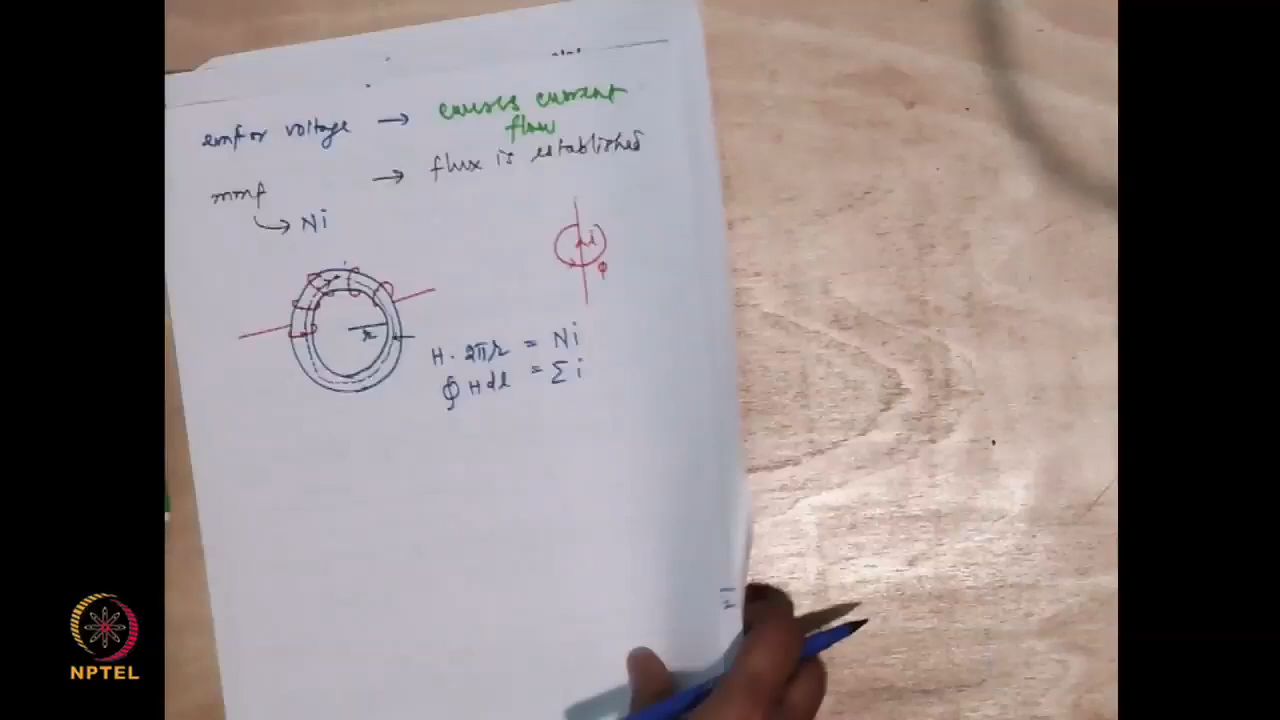 emf or voltage → causes current flow
mmf → flux is established
↳ Ni
i
φ
r
H · 2πr = Ni
∮ H dl = Σ i
NPTEL